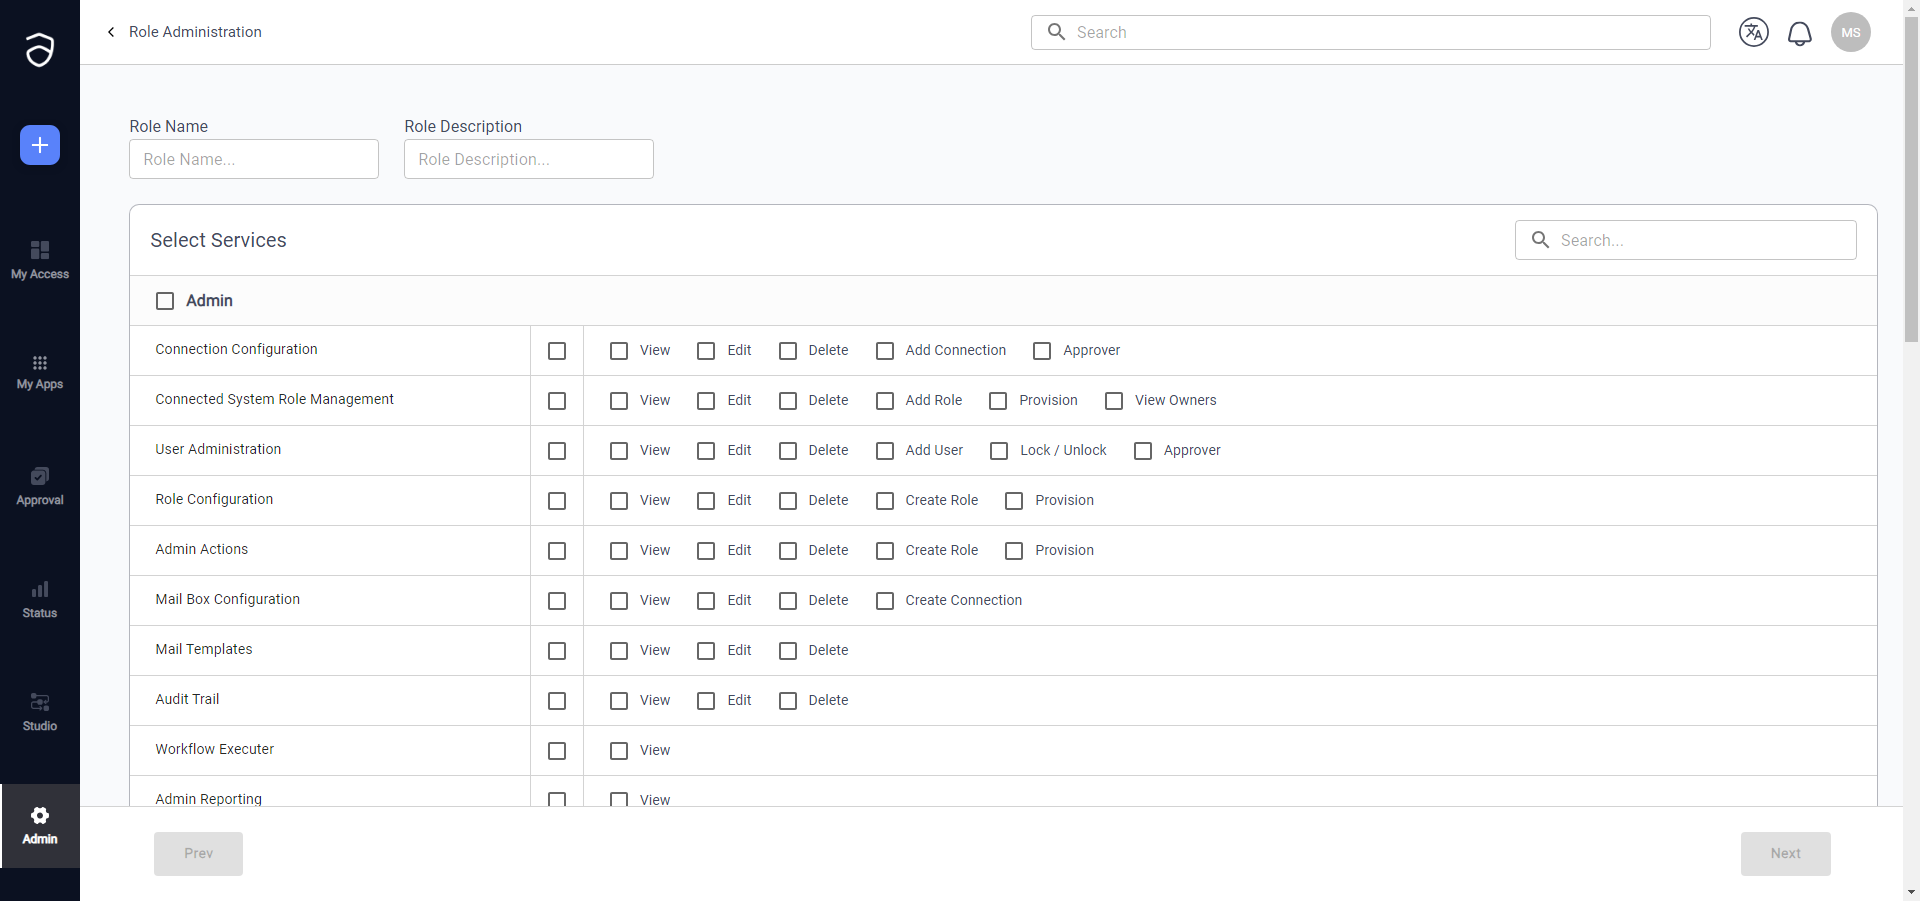 Role Administration
Search
MS
My Access
My Apps
Approval
Status
Studio
Admin
Role Name
Role Description
Role Name...
Role Description...
Select Services
Search...
Admin
Connection Configuration View Edit Delete Add Connection Approver
Connected System Role Management View Edit Delete Add Role Provision View Owners
User Administration View Edit Delete Add User Lock / Unlock Approver
Role Configuration View Edit Delete Create Role Provision
Admin Actions View Edit Delete Create Role Provision
Mail Box Configuration View Edit Delete Create Connection
Mail Templates View Edit Delete
Audit Trail View Edit Delete
Workflow Executer View
Admin Reporting View
Prev
Next